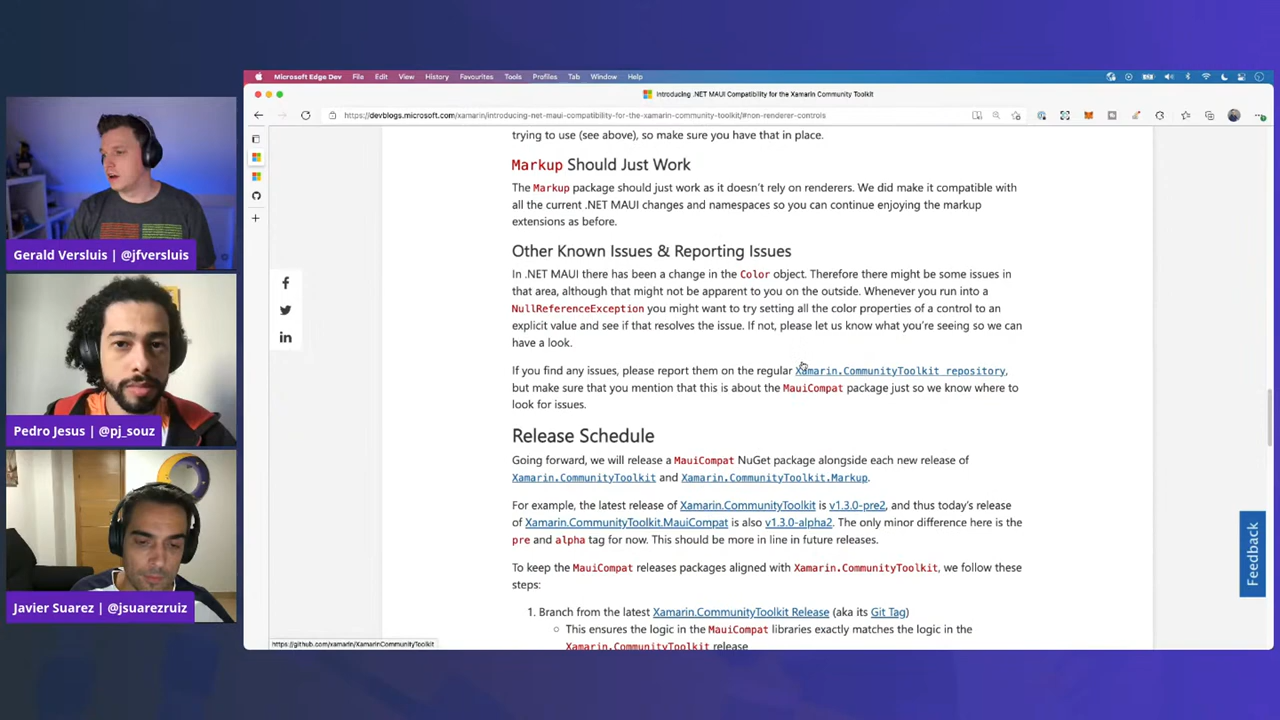 Microsoft Edge Dev File Edit View History Favourites Tools Profiles Tab Window Help
Introducing .NET MAUI Compatibility for the Xamarin Community Toolkit
https://devblogs.microsoft.com/xamarin/introducing-net-maui-compatibility-for-the-xamarin-community-toolkit/#non-renderer-controls
trying to use (see above), so make sure you have that in place.
Markup Should Just Work
The Markup package should just work as it doesn't rely on renderers. We did make it compatible with
all the current .NET MAUI changes and namespaces so you can continue enjoying the markup
extensions as before.
Other Known Issues & Reporting Issues
In .NET MAUI there has been a change in the Color object. Therefore there might be some issues in
that area, although that might not be apparent to you on the outside. Whenever you run into a
NullReferenceException you might want to try setting all the color properties of a control to an
explicit value and see if that resolves the issue. If not, please let us know what you're seeing so we can
have a look.
If you find any issues, please report them on the regular Xamarin.CommunityToolkit repository,
but make sure that you mention that this is about the MauiCompat package just so we know where to
look for issues.
Release Schedule
Going forward, we will release a MauiCompat NuGet package alongside each new release of
Xamarin.CommunityToolkit and Xamarin.CommunityToolkit.Markup.
For example, the latest release of Xamarin.CommunityToolkit is v1.3.0-pre2, and thus today's release
of Xamarin.CommunityToolkit.MauiCompat is also v1.3.0-alpha2. The only minor difference here is the
pre and alpha tag for now. This should be more in line in future releases.
To keep the MauiCompat releases packages aligned with Xamarin.CommunityToolkit, we follow these
steps:
1. Branch from the latest Xamarin.CommunityToolkit Release (aka its Git Tag)
This ensures the logic in the MauiCompat libraries exactly matches the logic in the
Xamarin.CommunityToolkit release
https://github.com/xamarin/XamarinCommunityToolkit
Feedback
Gerald Versluis | @jfversluis
Pedro Jesus | @pj_souz
Javier Suarez | @jsuarezruiz